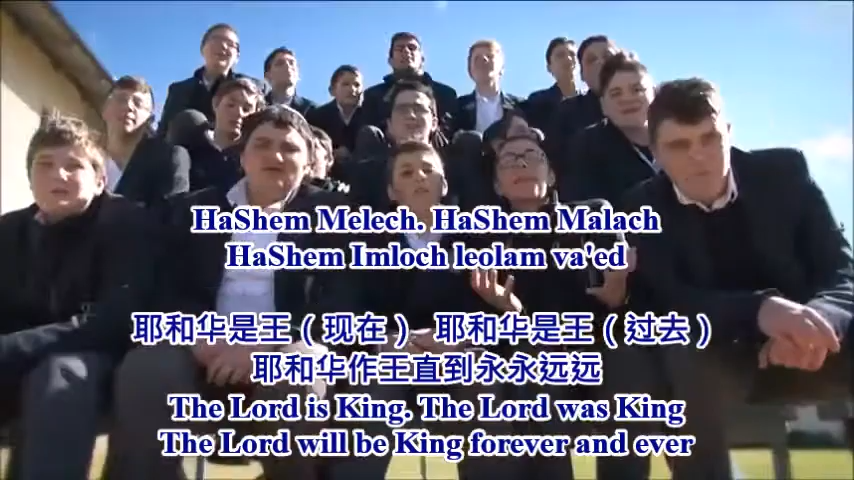 HaShem Melech. HaShem Malach
HaShem Imloch leolam va'ed
耶和华是王（现在） 耶和华是王（过去）
耶和华作王直到永永远远
The Lord is King. The Lord was King
The Lord will be King forever and ever